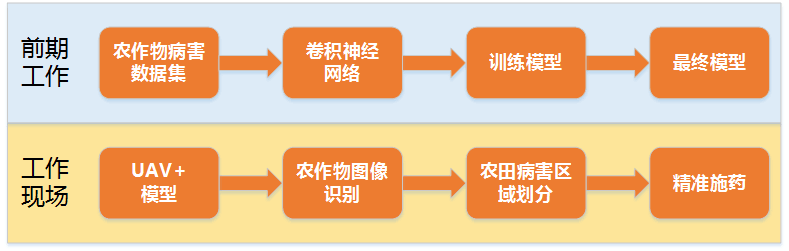 前期
工作
农作物病害
数据集
卷积神经
网络
训练模型
最终模型
工作
现场
UAV+
模型
农作物图像
识别
农田病害区
域划分
精准施药